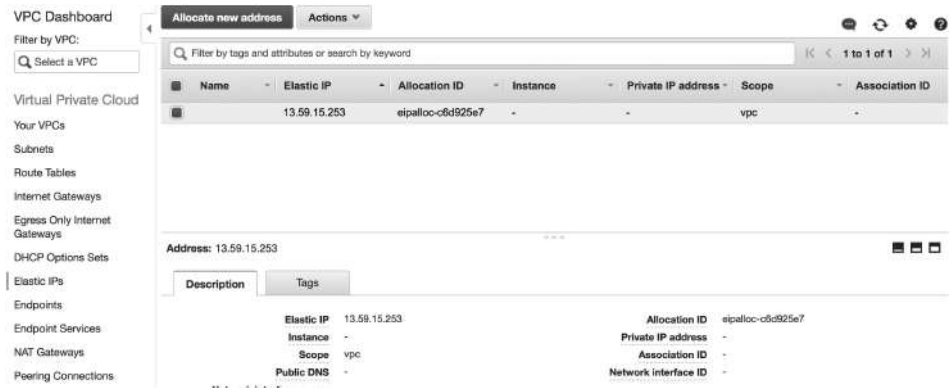 VPC Dashboard
Filter by VPC:
Select a VPC
Virtual Private Cloud
Your VPCs
Subnets
Route Tables
Internet Gateways
Egress Only Internet
Gateways
DHCP Options Sets
Elastic IPs
Endpoints
Endpoint Services
NAT Gateways
Peering Connections
Allocate new address Actions
Filter by tags and attributes or search by keyword
1 to 1 of 1
Name Elastic IP Allocation ID Instance Private IP address Scope Association ID
13.59.15.253 eipalloc-c6d925e7 - - vpc -
Address: 13.59.15.253
Description Tags
Elastic IP 13.59.15.253 Allocation ID eipalloc-c6d925e7
Instance - Private IP address -
Scope vpc Association ID -
Public DNS - Network interface ID -